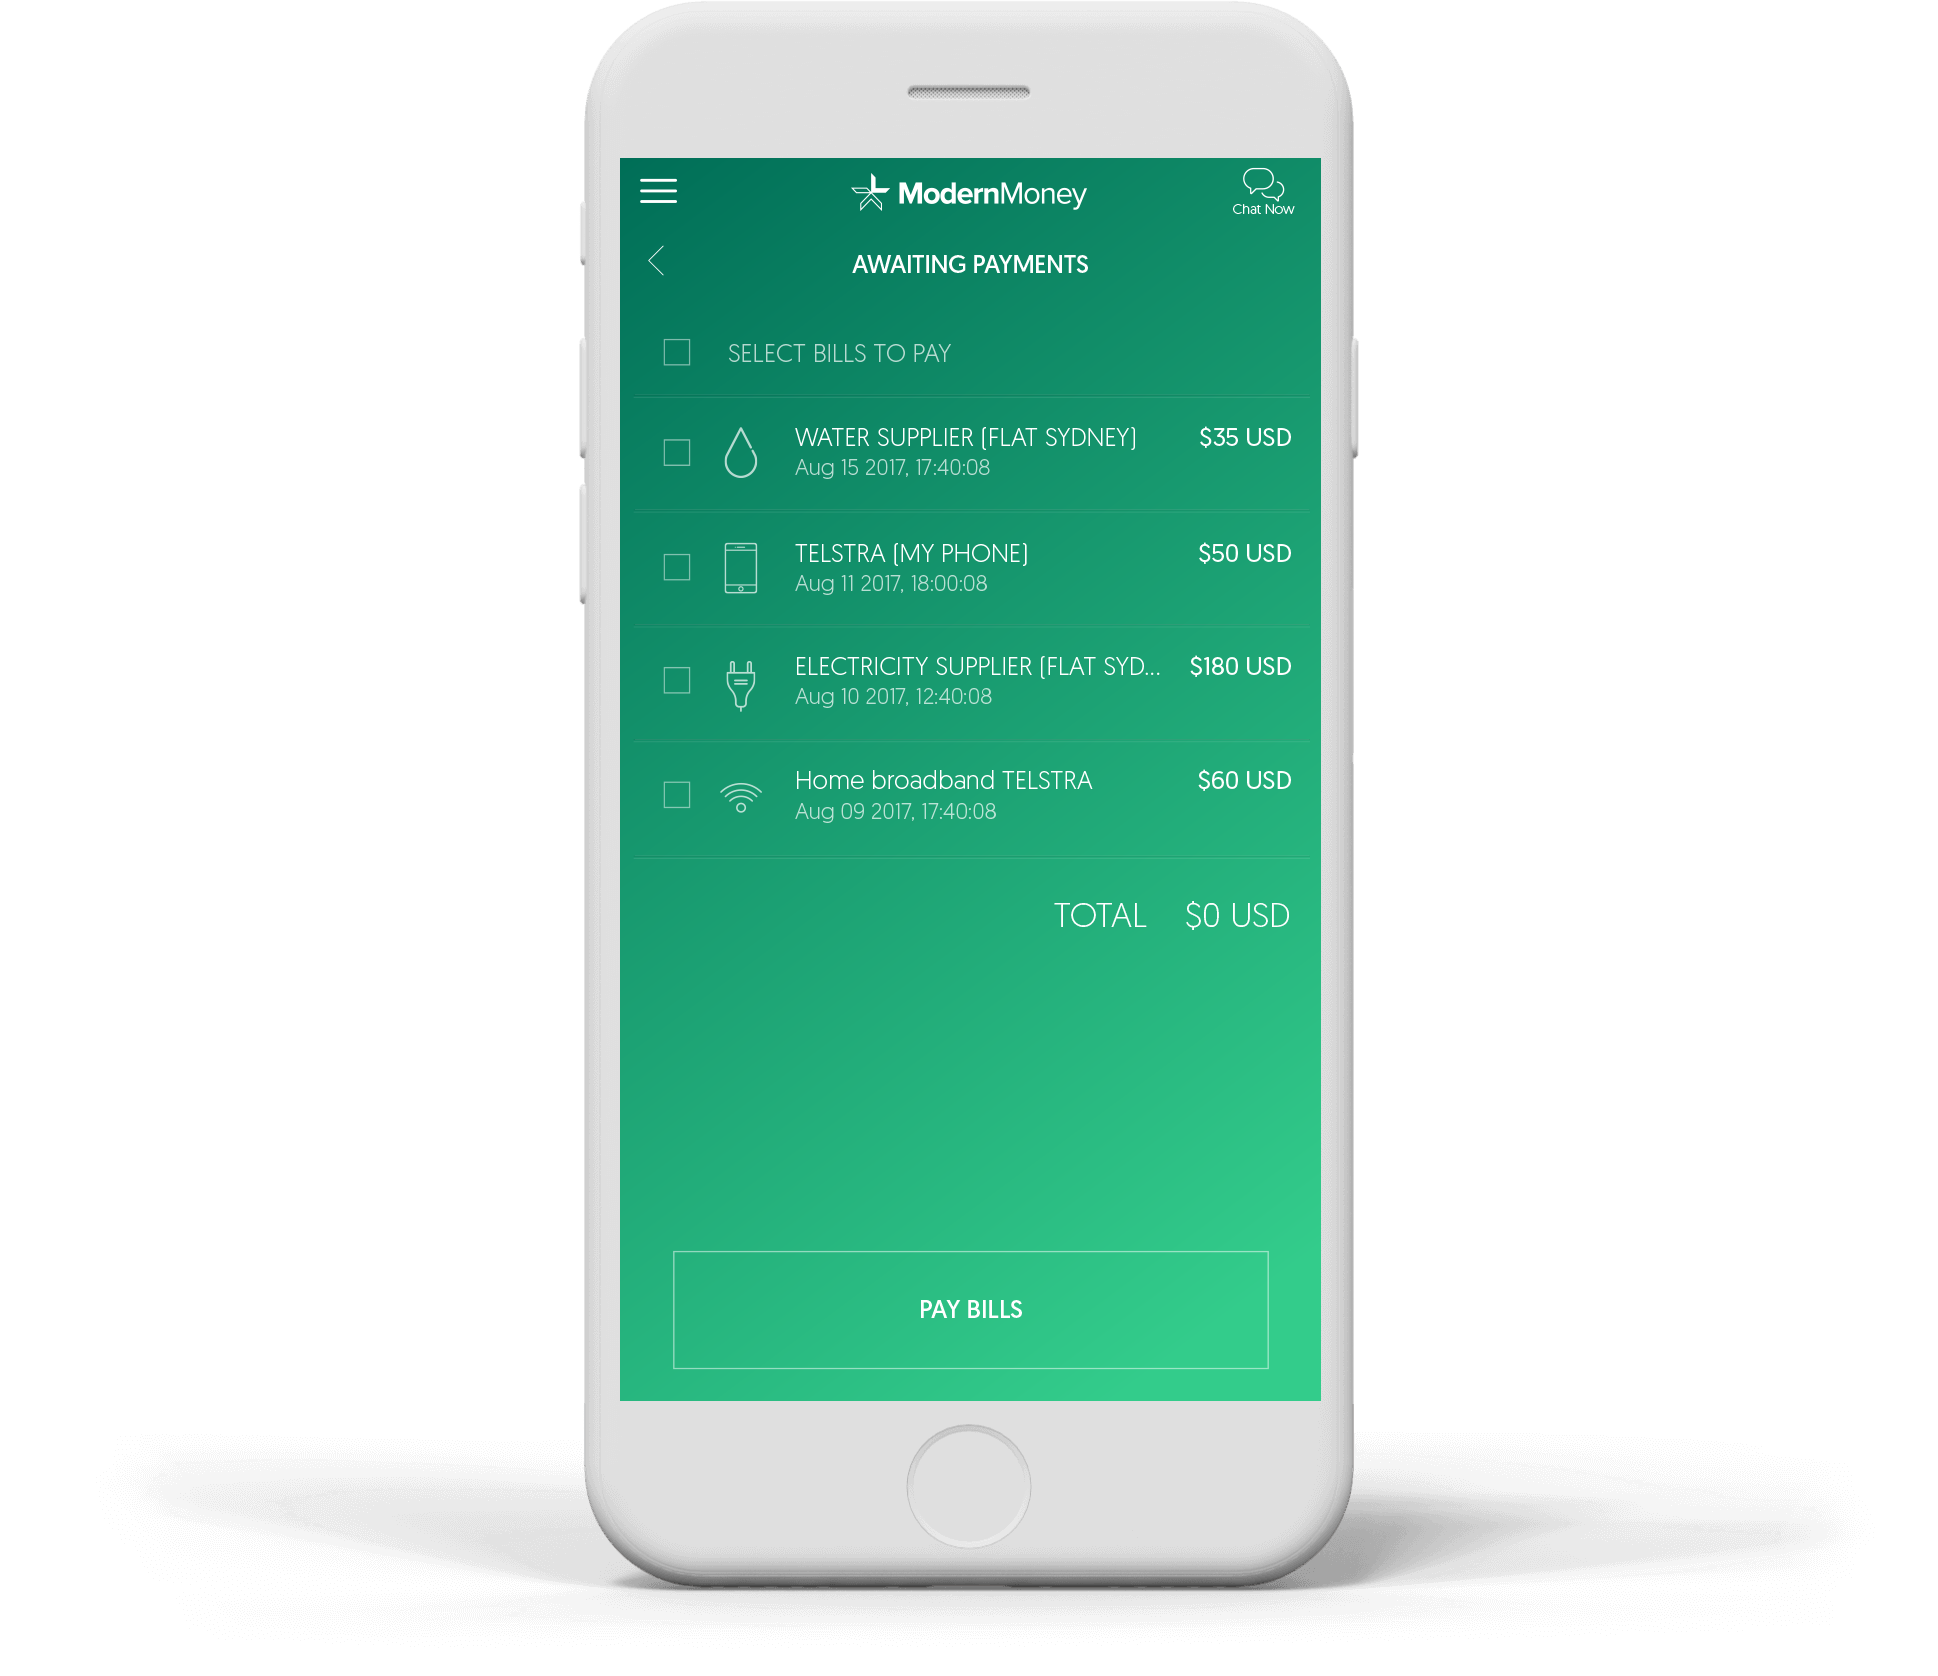 ModernMoney
Chat Now
AWAITING PAYMENTS
SELECT BILLS TO PAY
WATER SUPPLIER (FLAT SYDNEY) $35 USD
Aug 15 2017, 17:40:08
TELSTRA (MY PHONE) $50 USD
Aug 11 2017, 18:00:08
ELECTRICITY SUPPLIER (FLAT SYD... $180 USD
Aug 10 2017, 12:40:08
Home broadband TELSTRA $60 USD
Aug 09 2017, 17:40:08
TOTAL $0 USD
PAY BILLS